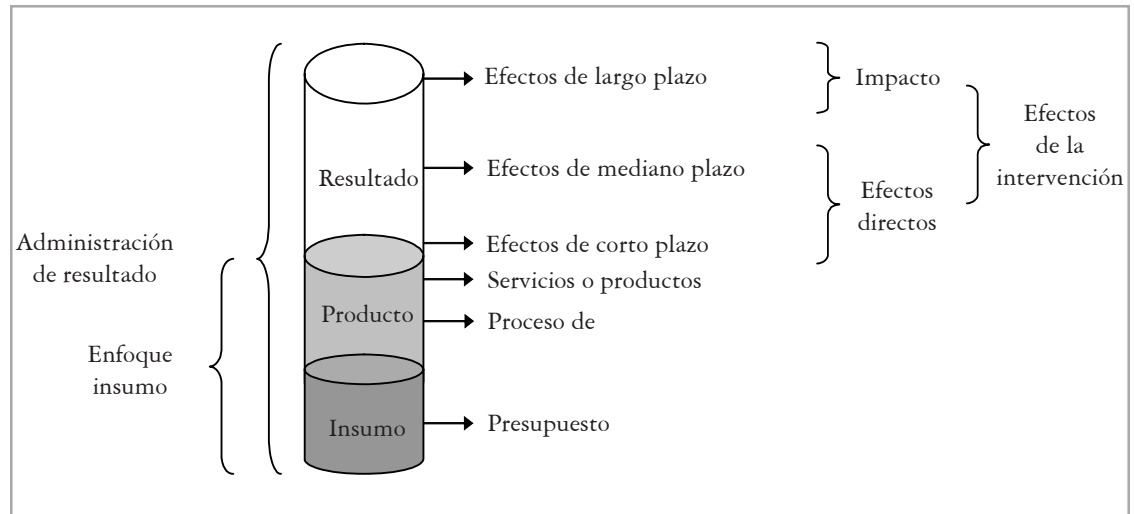 Efectos de largo plazo
Impacto
Efectos
de la
intervención
Resultado
Efectos de mediano plazo
Efectos
directos
Administración
de resultado
Efectos de corto plazo
Servicios o productos
Producto
Proceso de
Enfoque
insumo
Insumo
Presupuesto